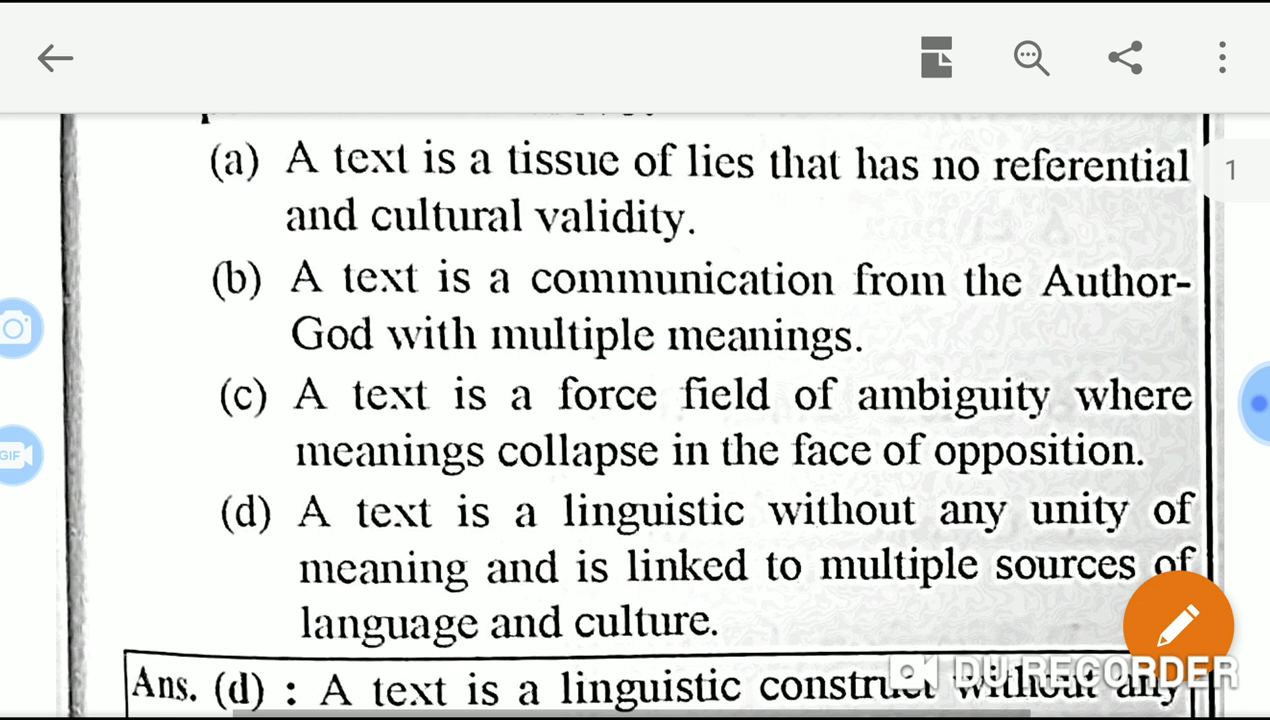 1
(a) A text is a tissue of lies that has no referential
and cultural validity.
(b) A text is a communication from the Author-
God with multiple meanings.
(c) A text is a force field of ambiguity where
meanings collapse in the face of opposition.
(d) A text is a linguistic without any unity of
meaning and is linked to multiple sources of
language and culture.
Ans. (d) : A text is a linguistic construct without any
GIF
DU RECORDER